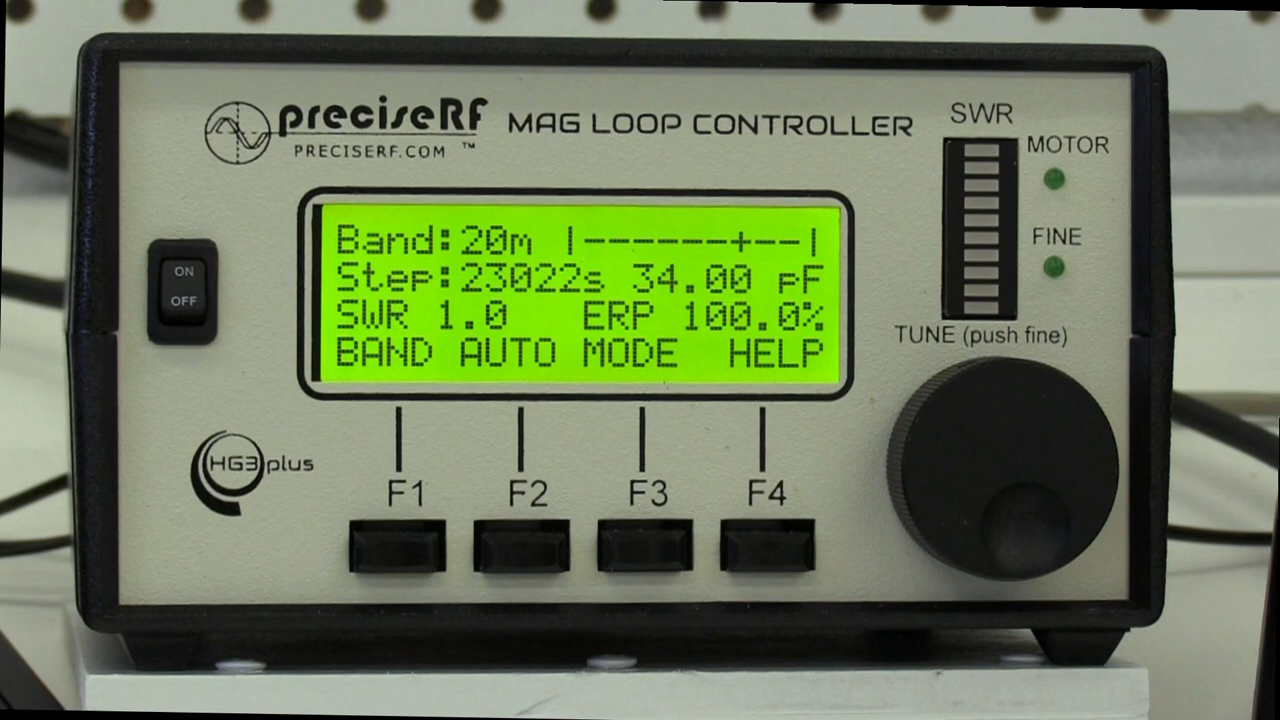 preciseRF
PRECISERF.COM ™
MAG LOOP CONTROLLER
SWR
MOTOR
FINE
TUNE (push fine)
ON
OFF
Band:20m |------+--|
Step:23022s 34.00 pF
SWR 1.0 ERP 100.0%
BAND AUTO MODE HELP
HG3plus
F1 F2 F3 F4